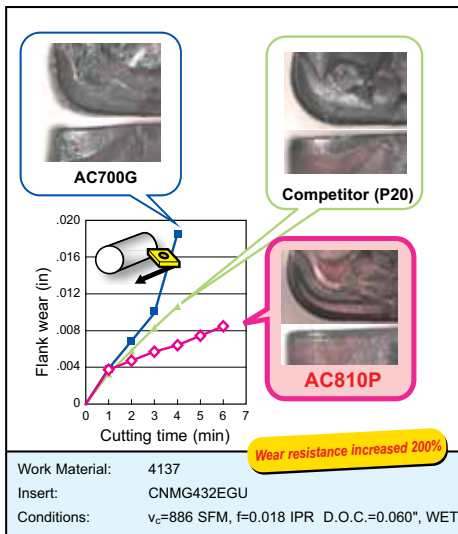 AC700G
Competitor (P20)
AC810P
Flank wear (in)
.020
.016
.012
.008
.004
0
0 1 2 3 4 5 6 7
Cutting time (min)
Wear resistance increased 200%
Work Material: 4137
Insert: CNMG432EGU
Conditions: vc=886 SFM, f=0.018 IPR D.O.C.=0.060", WET